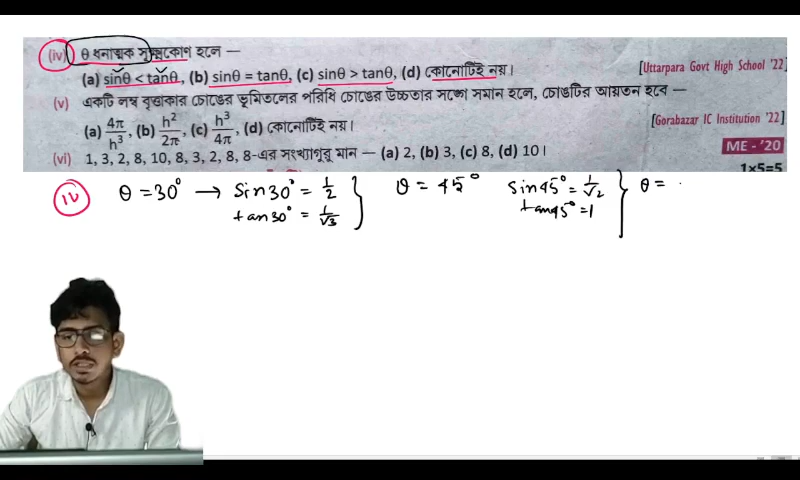 (iv) θ ধনাত্মক সূক্ষ্মকোণ হলে —
(a) sinθ < tanθ, (b) sinθ = tanθ, (c) sinθ > tanθ, (d) কোনোটিই নয়। [Uttarpara Govt High School '22]
(v) একটি লম্ব বৃত্তাকার চোঙের ভূমিতলের পরিধি চোঙের উচ্চতার সঙ্গে সমান হলে, চোঙটির আয়তন হবে —
(a) 4π/h³, (b) h²/2π, (c) h³/4π, (d) কোনোটিই নয়। [Gorabazar IC Institution '22]
(vi) 1, 3, 2, 8, 10, 8, 3, 2, 8, 8-এর সংখ্যাগুরু মান — (a) 2, (b) 3, (c) 8, (d) 10।
ME - '20
1×5=5
iv θ = 30° → sin30° = 1/2 θ = 45° sin45° = 1/√2 θ =
tan30° = 1/√3 tan45° = 1